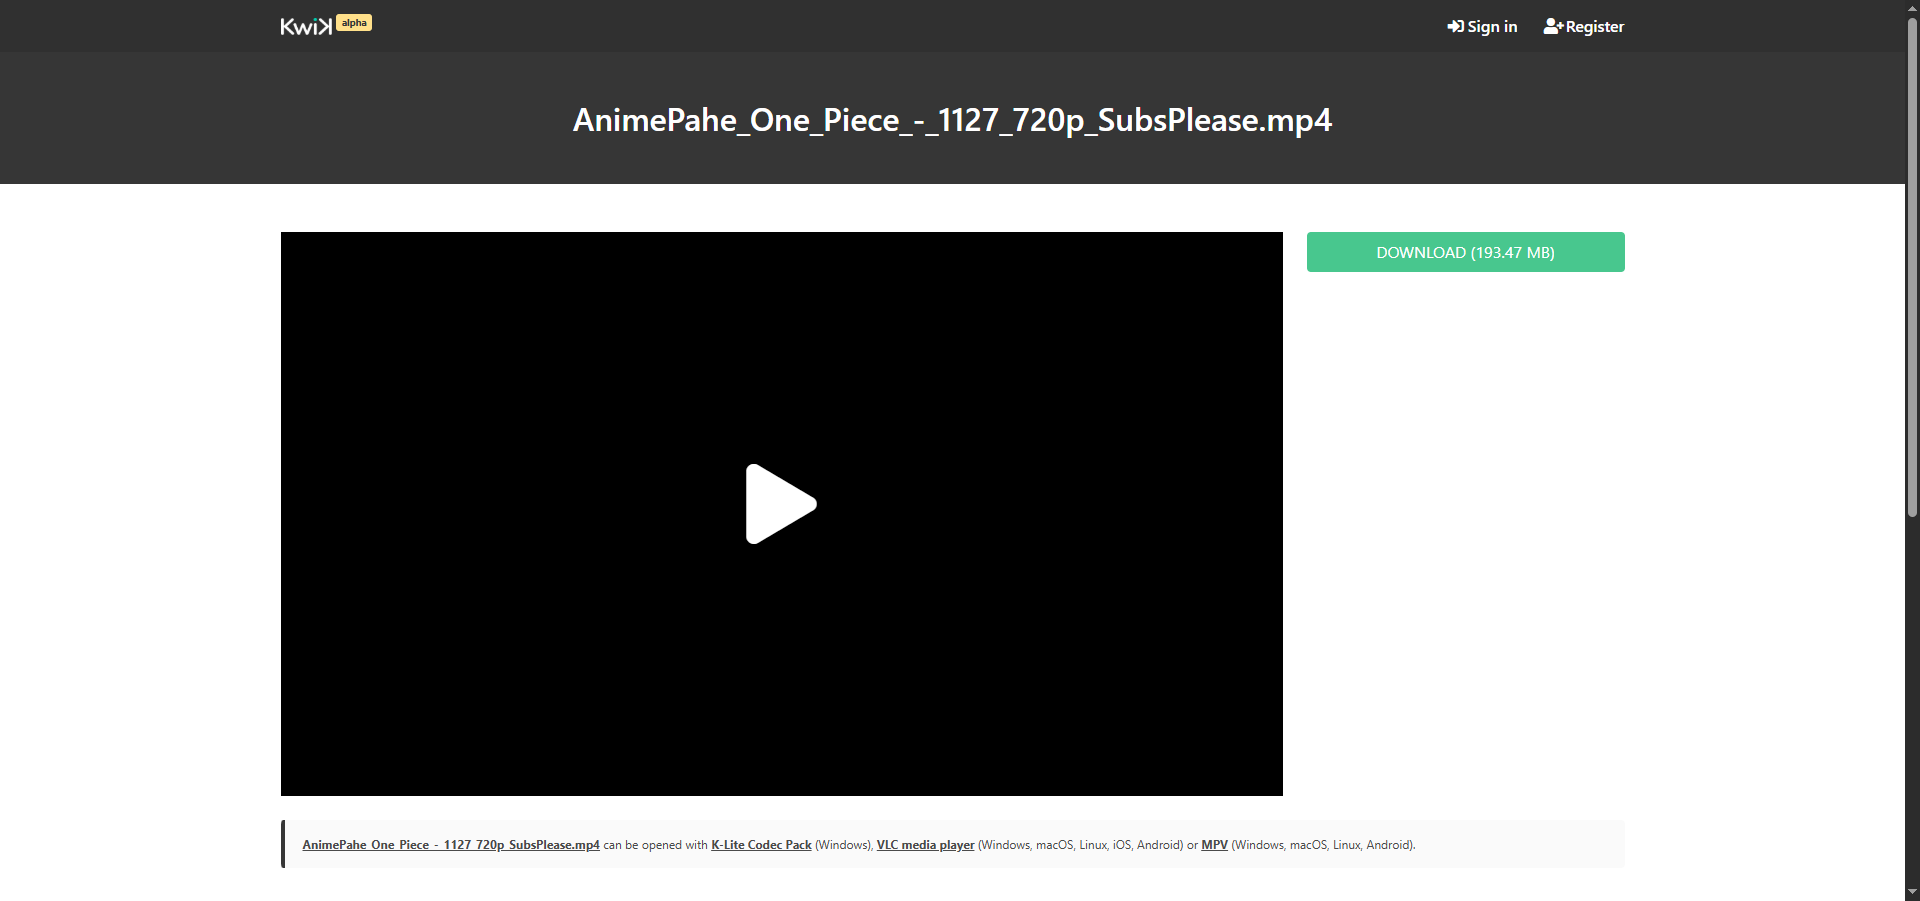 KwiK alpha
Sign in
Register
AnimePahe_One_Piece_-_1127_720p_SubsPlease.mp4
DOWNLOAD (193.47 MB)
AnimePahe_One_Piece_-_1127_720p_SubsPlease.mp4 can be opened with K-Lite Codec Pack (Windows), VLC media player (Windows, macOS, Linux, iOS, Android) or MPV (Windows, macOS, Linux, Android).